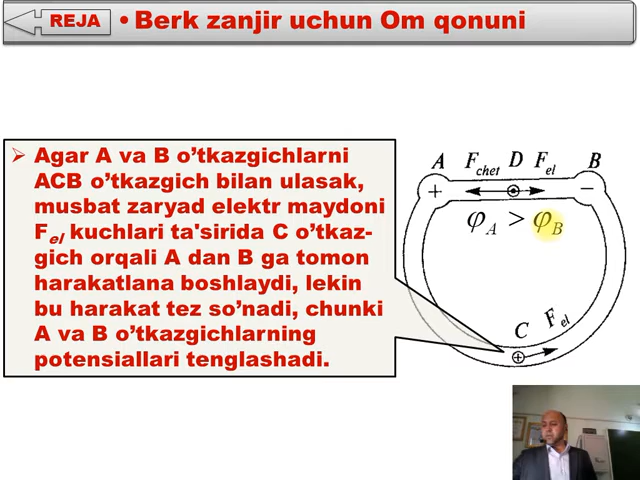 REJA
• Berk zanjir uchun Om qonuni
➢ Agar A va B o’tkazgichlarni
ACB o’tkazgich bilan ulasak,
musbat zaryad elektr maydoni
Fel kuchlari ta'sirida C o’tkaz-
gich orqali A dan B ga tomon
harakatlana boshlaydi, lekin
bu harakat tez so’nadi, chunki
A va B o’tkazgichlarning
potensiallari tenglashadi.
A Fchet D Fel B
+ −
φA > φB
C Fel
+